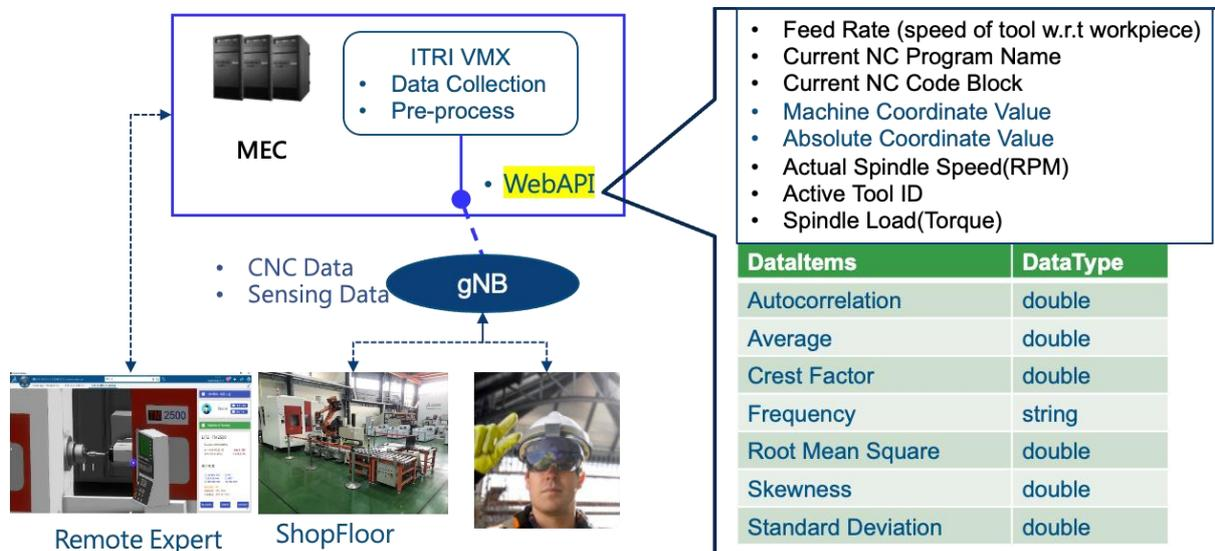 ITRI VMX
• Data Collection
• Pre-process
MEC
• WebAPI
• CNC Data
• Sensing Data
gNB
TN 2500
Remote Expert
ShopFloor
• Feed Rate (speed of tool w.r.t workpiece)
• Current NC Program Name
• Current NC Code Block
• Machine Coordinate Value
• Absolute Coordinate Value
• Actual Spindle Speed(RPM)
• Active Tool ID
• Spindle Load(Torque)
DataItems DataType
Autocorrelation double
Average double
Crest Factor double
Frequency string
Root Mean Square double
Skewness double
Standard Deviation double